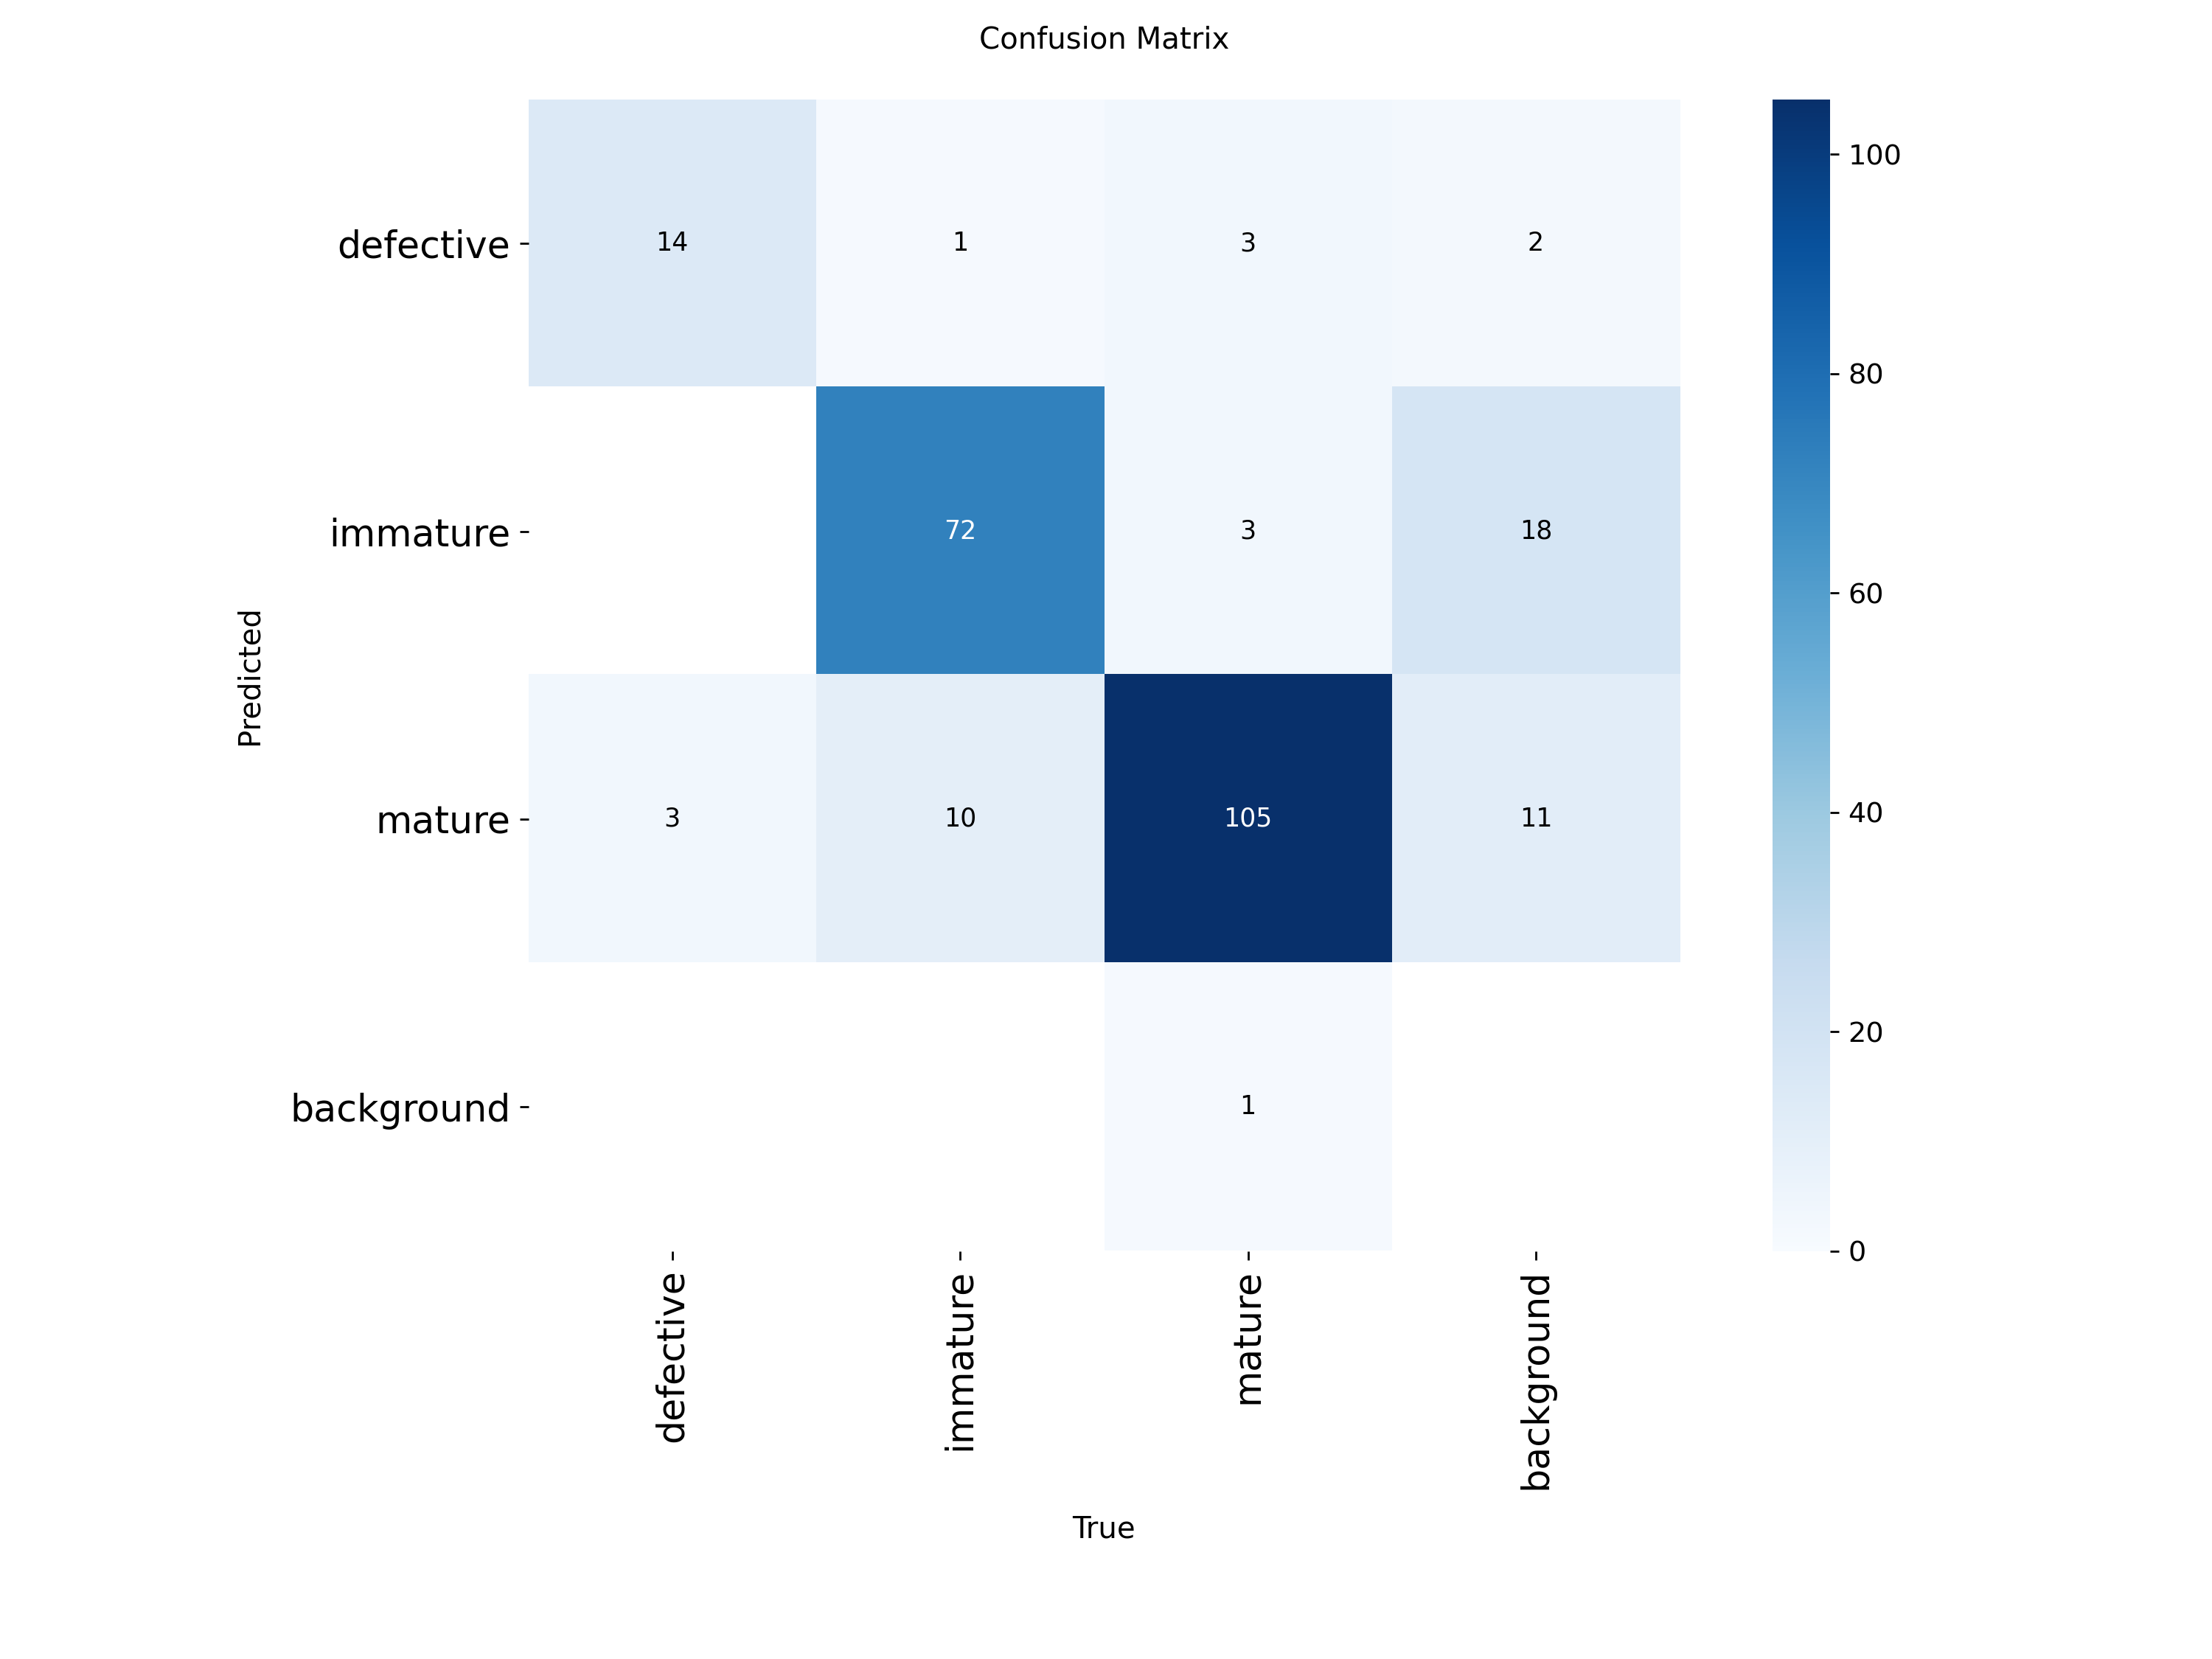 Confusion Matrix
defective
14
1
3
2
immature
72
3
18
mature
3
10
105
11
background
1
defective
immature
mature
background
Predicted
True
100
80
60
40
20
0